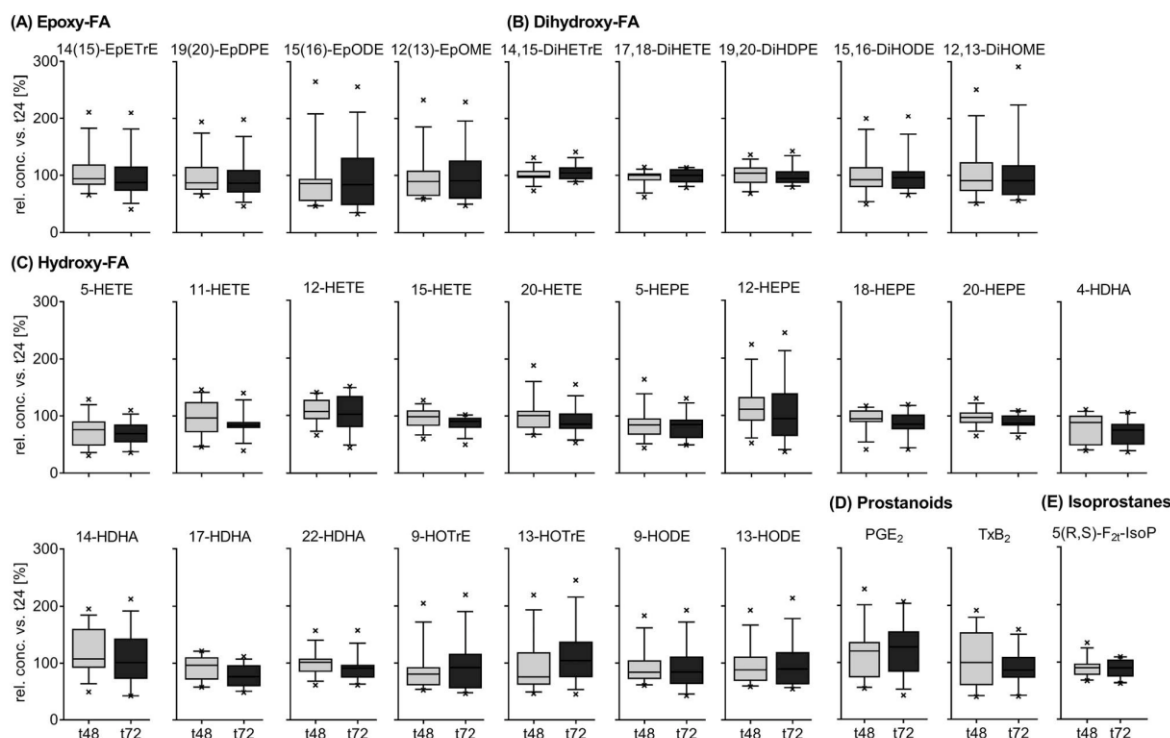 (A) Epoxy-FA (B) Dihydroxy-FA
14(15)-EpETrE 19(20)-EpDPE 15(16)-EpODE 12(13)-EpOME 14,15-DiHETrE 17,18-DiHETE 19,20-DiHDPE 15,16-DiHODE 12,13-DiHOME
rel. conc. vs. t24 [%]
300
200
100
0
(C) Hydroxy-FA
5-HETE 11-HETE 12-HETE 15-HETE 20-HETE 5-HEPE 12-HEPE 18-HEPE 20-HEPE 4-HDHA
rel. conc. vs. t24 [%]
300
200
100
0
(D) Prostanoids (E) Isoprostanes
14-HDHA 17-HDHA 22-HDHA 9-HOTrE 13-HOTrE 9-HODE 13-HODE PGE₂ TxB₂ 5(R,S)-F₂ₜ-IsoP
rel. conc. vs. t24 [%]
300
200
100
0
t48 t72 t48 t72 t48 t72 t48 t72 t48 t72 t48 t72 t48 t72 t48 t72 t48 t72 t48 t72